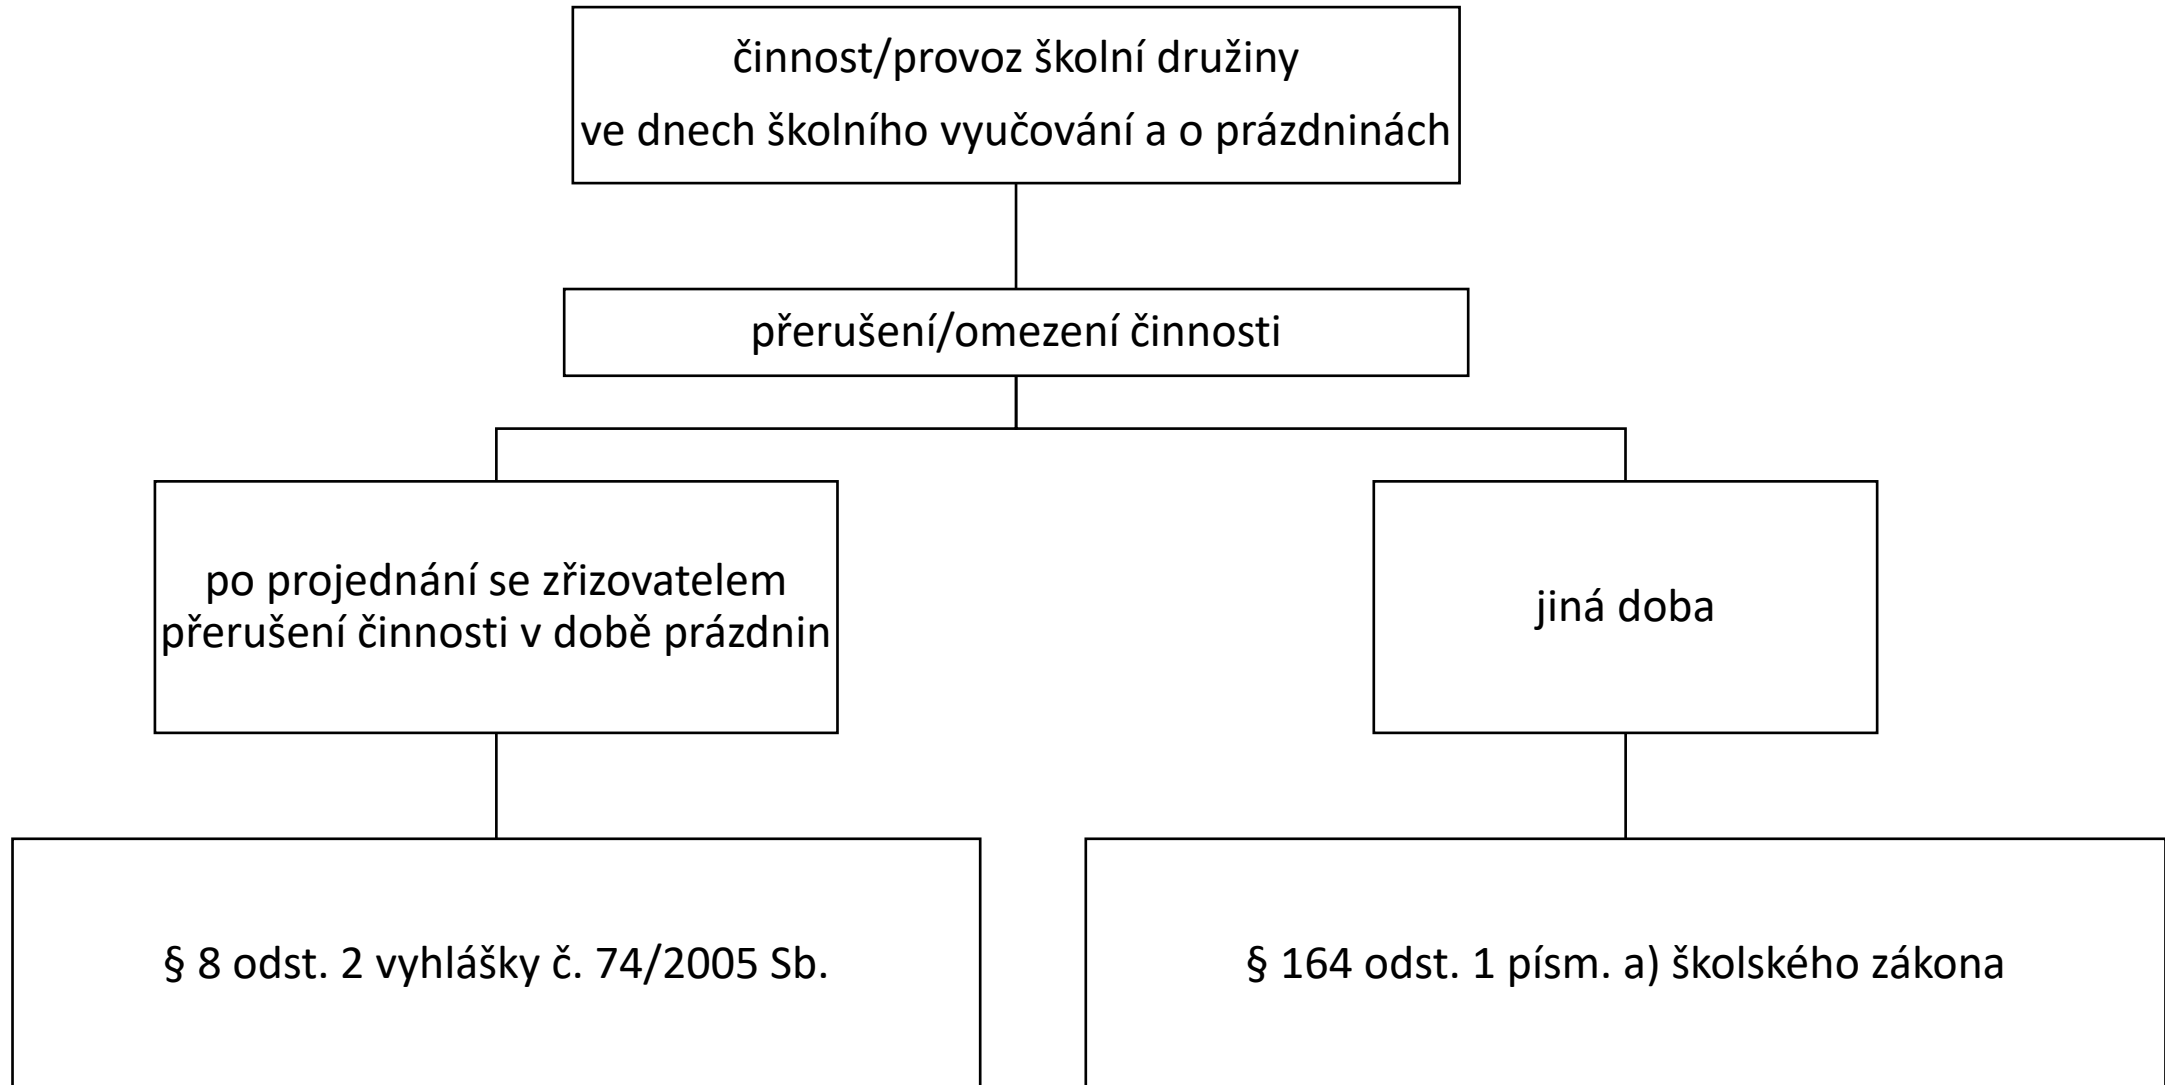 činnost/provoz školní družiny
ve dnech školního vyučování a o prázdninách
přerušení/omezení činnosti
po projednání se zřizovatelem
přerušení činnosti v době prázdnin
jiná doba
§ 8 odst. 2 vyhlášky č. 74/2005 Sb.
§ 164 odst. 1 písm. a) školského zákona